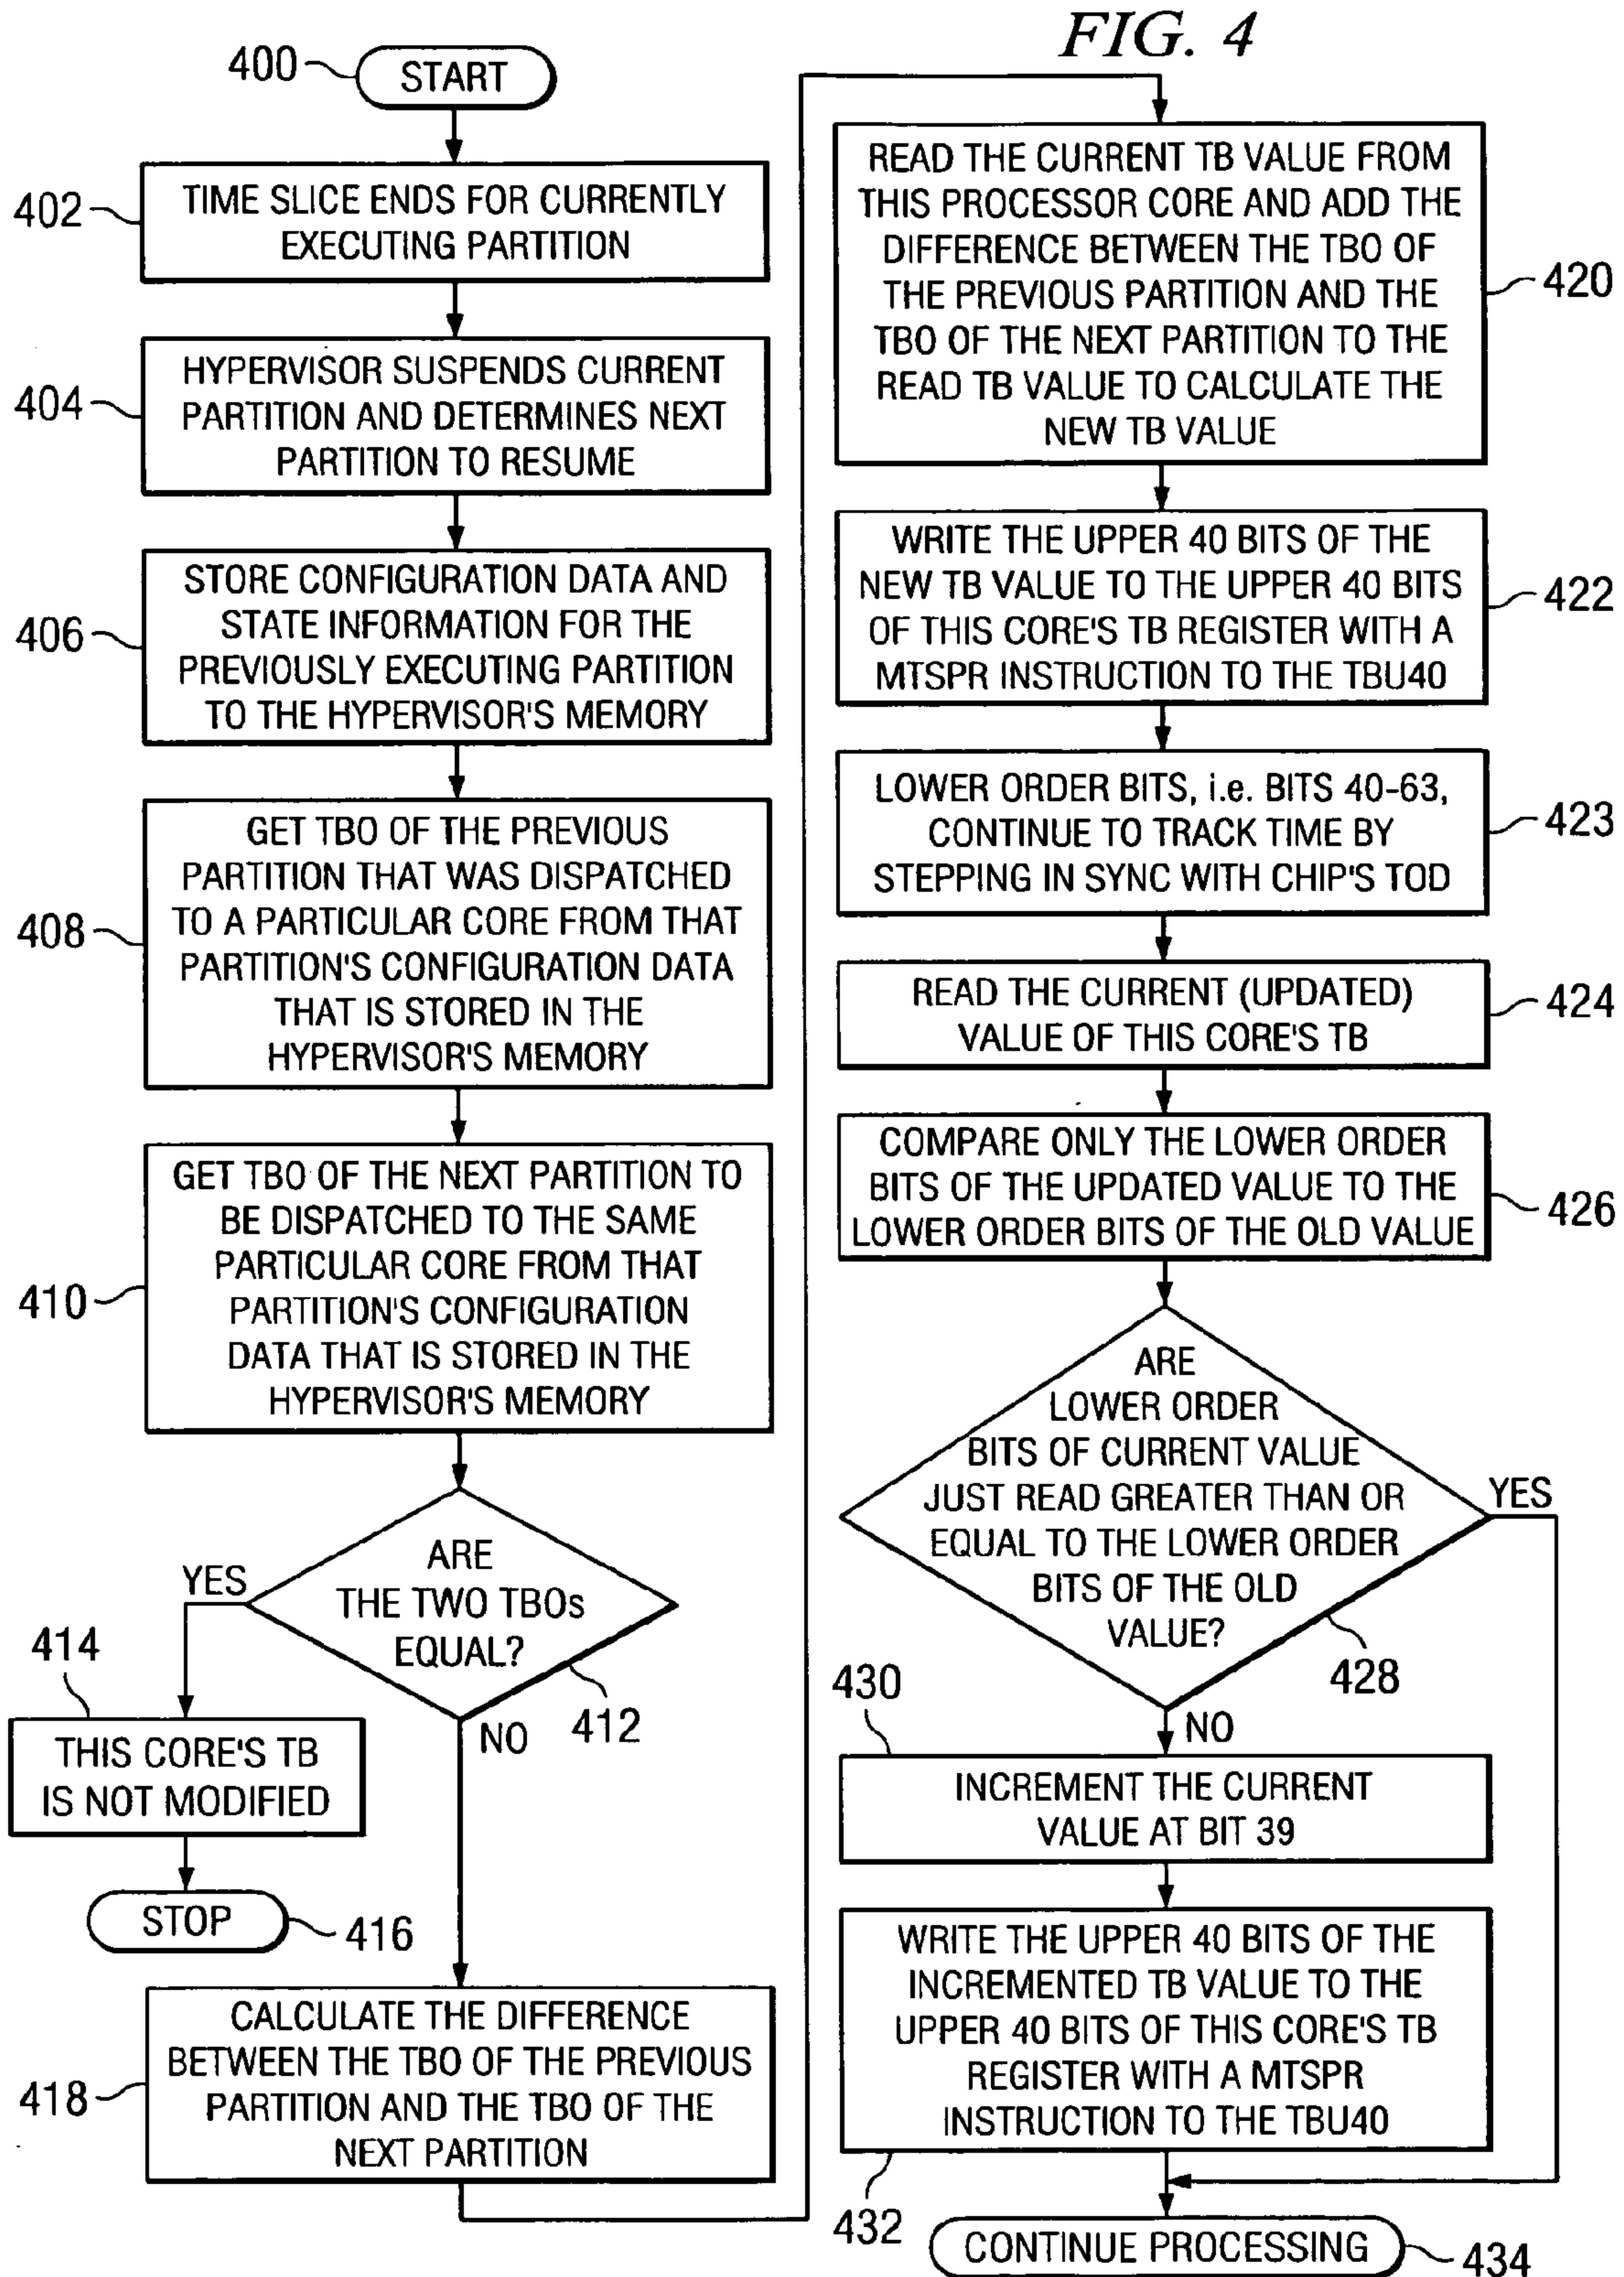 FIG. 4
400
START
402
TIME SLICE ENDS FOR CURRENTLY
EXECUTING PARTITION
404
HYPERVISOR SUSPENDS CURRENT
PARTITION AND DETERMINES NEXT
PARTITION TO RESUME
406
STORE CONFIGURATION DATA AND
STATE INFORMATION FOR THE
PREVIOUSLY EXECUTING PARTITION
TO THE HYPERVISOR'S MEMORY
408
GET TBO OF THE PREVIOUS
PARTITION THAT WAS DISPATCHED
TO A PARTICULAR CORE FROM THAT
PARTITION'S CONFIGURATION DATA
THAT IS STORED IN THE
HYPERVISOR'S MEMORY
410
GET TBO OF THE NEXT PARTITION TO
BE DISPATCHED TO THE SAME
PARTICULAR CORE FROM THAT
PARTITION'S CONFIGURATION
DATA THAT IS STORED IN THE
HYPERVISOR'S MEMORY
ARE
THE TWO TBOs
EQUAL?
412
YES
NO
414
THIS CORE'S TB
IS NOT MODIFIED
STOP
416
418
CALCULATE THE DIFFERENCE
BETWEEN THE TBO OF THE PREVIOUS
PARTITION AND THE TBO OF THE
NEXT PARTITION
READ THE CURRENT TB VALUE FROM
THIS PROCESSOR CORE AND ADD THE
DIFFERENCE BETWEEN THE TBO OF
THE PREVIOUS PARTITION AND THE
TBO OF THE NEXT PARTITION TO THE
READ TB VALUE TO CALCULATE THE
NEW TB VALUE
420
WRITE THE UPPER 40 BITS OF THE
NEW TB VALUE TO THE UPPER 40 BITS
OF THIS CORE'S TB REGISTER WITH A
MTSPR INSTRUCTION TO THE TBU40
422
LOWER ORDER BITS, i.e. BITS 40-63,
CONTINUE TO TRACK TIME BY
STEPPING IN SYNC WITH CHIP'S TOD
423
READ THE CURRENT (UPDATED)
VALUE OF THIS CORE'S TB
424
COMPARE ONLY THE LOWER ORDER
BITS OF THE UPDATED VALUE TO THE
LOWER ORDER BITS OF THE OLD VALUE
426
ARE
LOWER ORDER
BITS OF CURRENT VALUE
JUST READ GREATER THAN OR
EQUAL TO THE LOWER ORDER
BITS OF THE OLD
VALUE?
428
YES
NO
430
INCREMENT THE CURRENT
VALUE AT BIT 39
WRITE THE UPPER 40 BITS OF THE
INCREMENTED TB VALUE TO THE
UPPER 40 BITS OF THIS CORE'S TB
REGISTER WITH A MTSPR
INSTRUCTION TO THE TBU40
432
CONTINUE PROCESSING
434